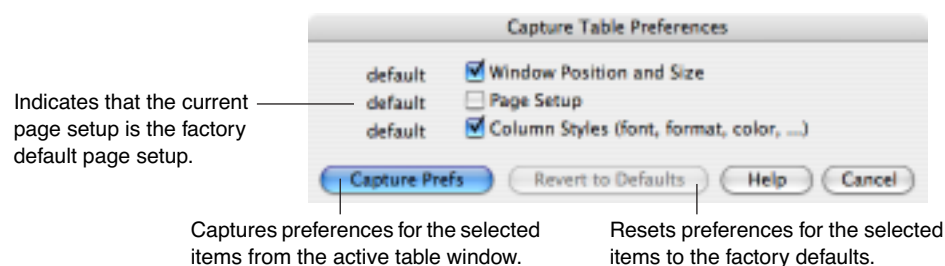 Capture Table Preferences
default Window Position and Size
default Page Setup
default Column Styles (font, format, color, ...)
Indicates that the current
page setup is the factory
default page setup.
Capture Prefs Revert to Defaults Help Cancel
Captures preferences for the selected
items from the active table window.
Resets preferences for the selected
items to the factory defaults.